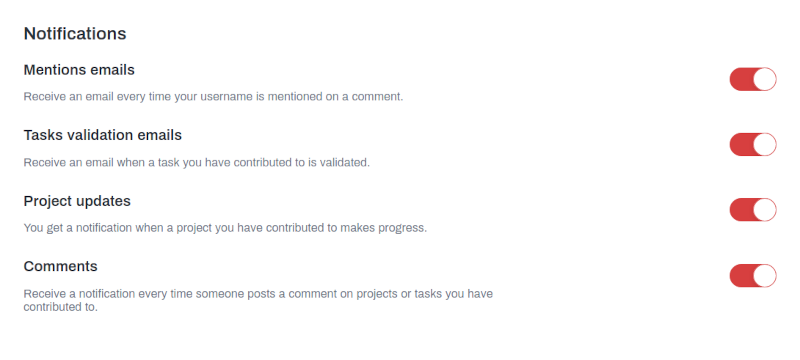 Notifications
Mentions emails
Receive an email every time your username is mentioned on a comment.
Tasks validation emails
Receive an email when a task you have contributed to is validated.
Project updates
You get a notification when a project you have contributed to makes progress.
Comments
Receive a notification every time someone posts a comment on projects or tasks you have
contributed to.